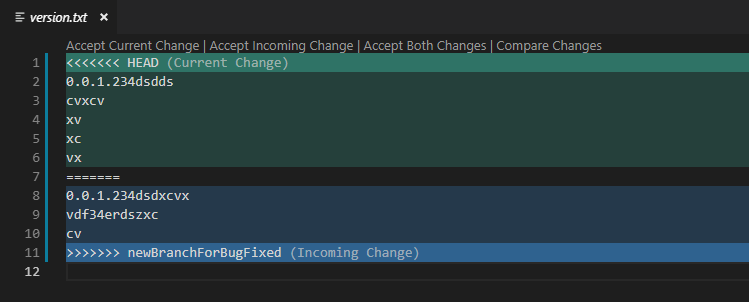 version.txt ×
Accept Current Change | Accept Incoming Change | Accept Both Changes | Compare Changes
1 <<<<<<< HEAD (Current Change)
2 0.0.1.234dsdds
3 cvxcv
4 xv
5 xc
6 vx
7 =======
8 0.0.1.234dsdxcvx
9 vdf34erdszxc
10 cv
11 >>>>>>> newBranchForBugFixed (Incoming Change)
12